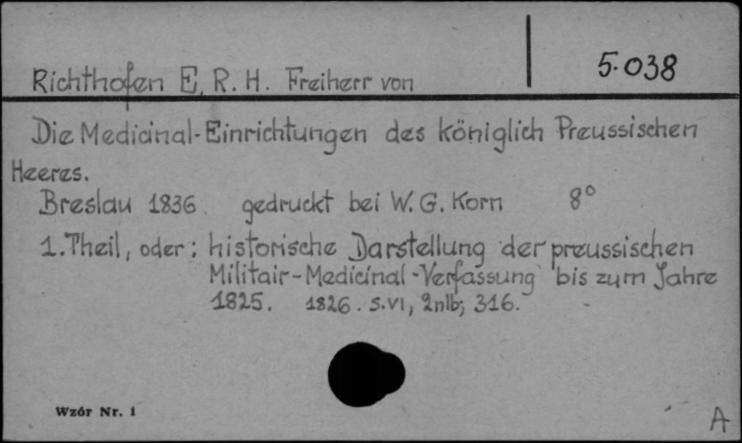 5.038
Richthofen E. R. H. Freiherr von
Die Medicinal-Einrichtungen des königlich Preussischen
Heeres.
Breslau 1836. gedruckt bei W. G. Korn 8°
1. Theil, oder: historische Darstellung der preussischen
Militair-Medicinal-Verfassung bis zum Jahre
1825. 1826. S. VI, 2nlb, 316.
Wzór Nr. 1
A